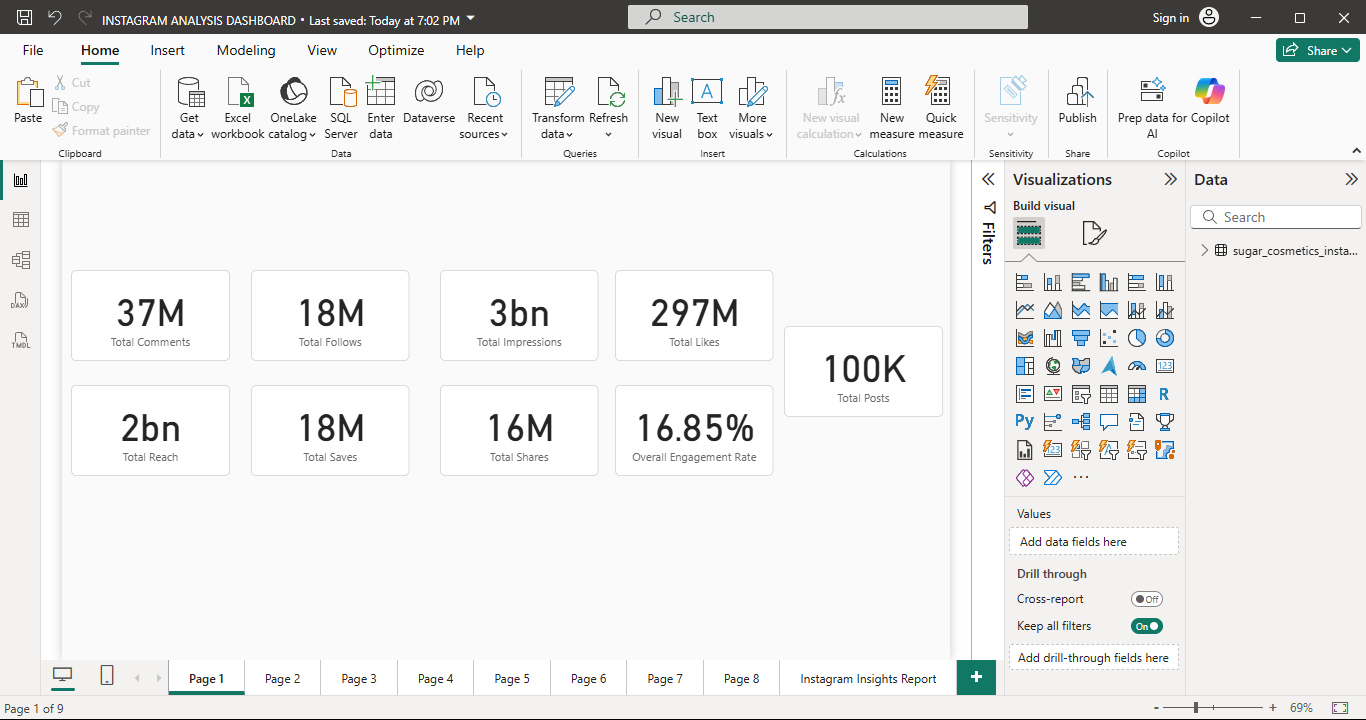 INSTAGRAM ANALYSIS DASHBOARD • Last saved: Today at 7:02 PM
Search
Sign in
File Home Insert Modeling View Optimize Help
Share
Paste
Cut
Copy
Format painter
Clipboard
Get data
Excel workbook
OneLake catalog
SQL Server
Enter data
Dataverse
Recent sources
Data
Transform data
Refresh
Queries
New visual
Text box
More visuals
Insert
New visual calculation
New measure
Quick measure
Calculations
Sensitivity
Sensitivity
Publish
Share
Prep data for AI
Copilot
Copilot
DAX
TMDL
37M
Total Comments
18M
Total Follows
3bn
Total Impressions
297M
Total Likes
100K
Total Posts
2bn
Total Reach
18M
Total Saves
16M
Total Shares
16.85%
Overall Engagement Rate
Filters
Visualizations
Build visual
123
R
Py
123
Values
Add data fields here
Drill through
Cross-report
Off
Keep all filters
On
Add drill-through fields here
Data
Search
sugar_cosmetics_insta...
Page 1
Page 2
Page 3
Page 4
Page 5
Page 6
Page 7
Page 8
Instagram Insights Report
Page 1 of 9
- + 69%